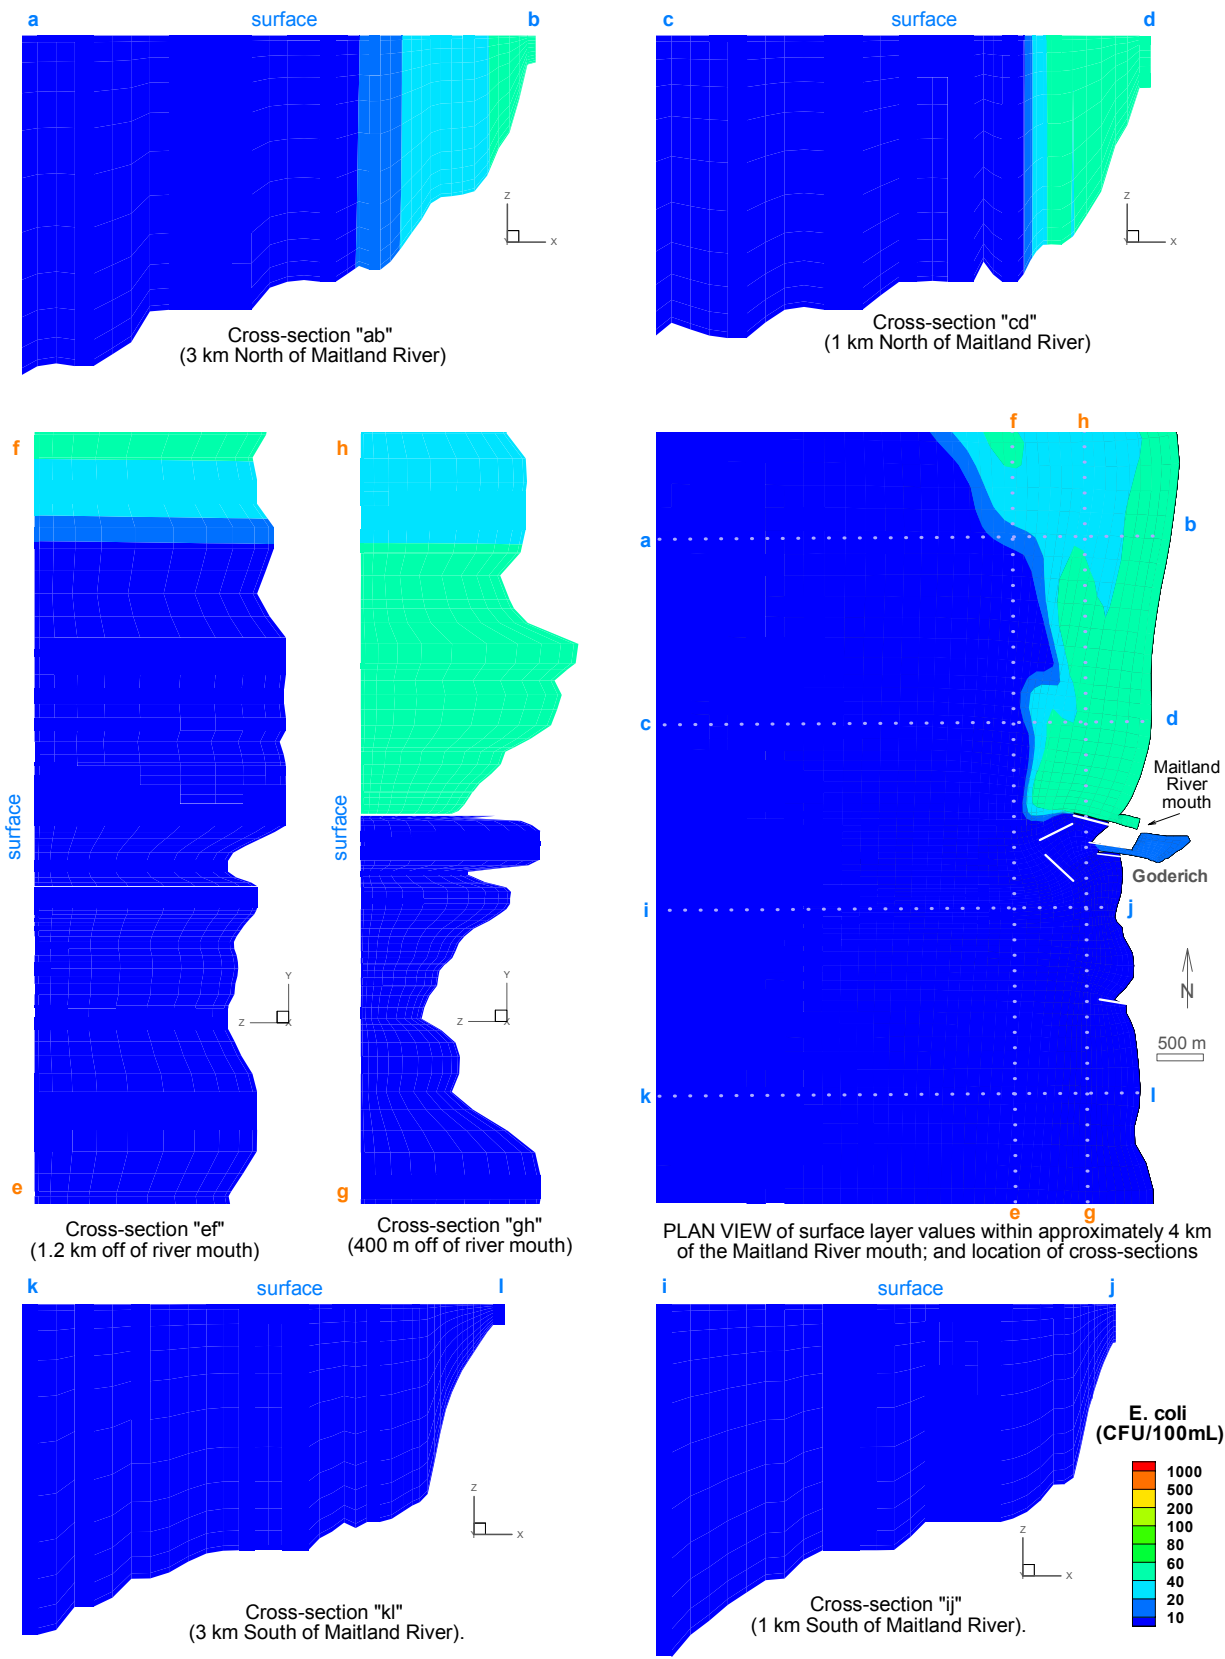 a surface b
c surface d
Z
X
Y
Z
X
Y
Cross-section "ab"
(3 km North of Maitland River)
Cross-section "cd"
(1 km North of Maitland River)
f
surface
e
Y
Z
X
Cross-section "ef"
(1.2 km off of river mouth)
h
surface
g
Y
Z
X
Cross-section "gh"
(400 m off of river mouth)
f h
a b
c d
Maitland
River
mouth
Goderich
i j
N
500 m
k l
e g
PLAN VIEW of surface layer values within approximately 4 km
of the Maitland River mouth; and location of cross-sections
k surface l
Z
X
Y
Cross-section "kl"
(3 km South of Maitland River).
i surface j
Z
X
Y
Cross-section "ij"
(1 km South of Maitland River).
E. coli
(CFU/100mL)
1000
500
200
100
80
60
40
20
10